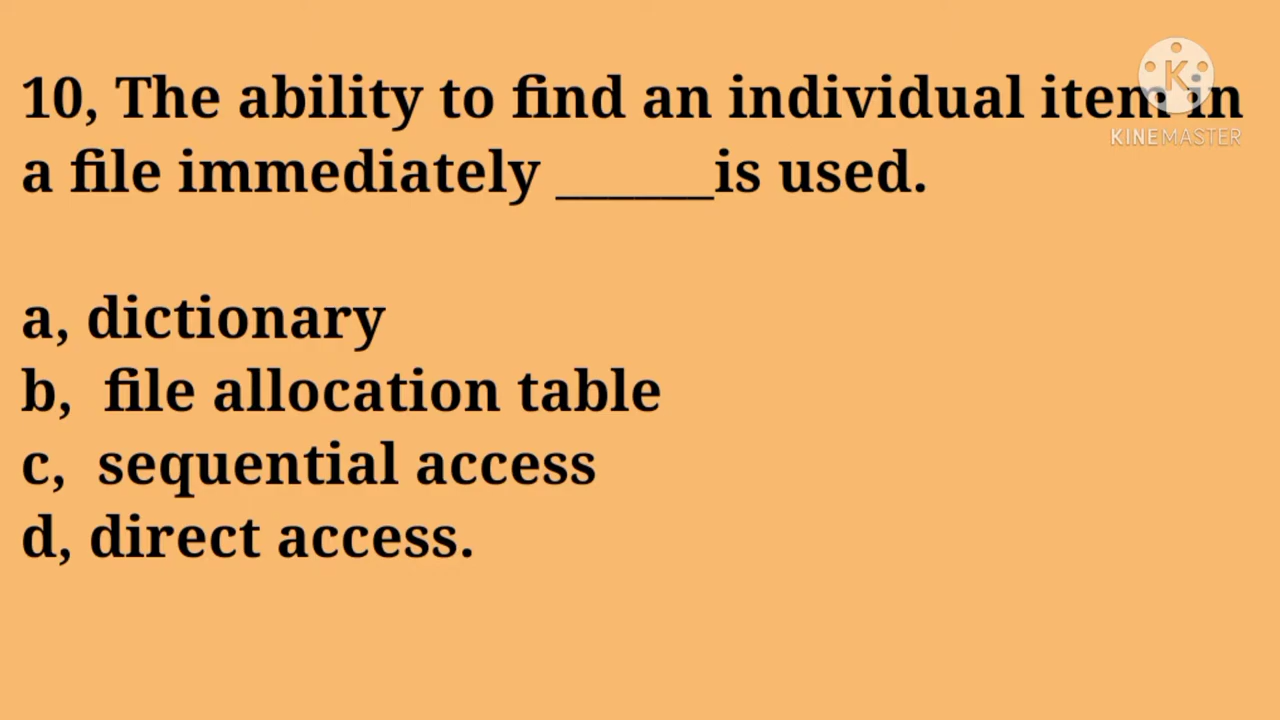 10, The ability to find an individual item in
a file immediately ______is used.
a, dictionary
b, file allocation table
c, sequential access
d, direct access.
K
KINEMASTER